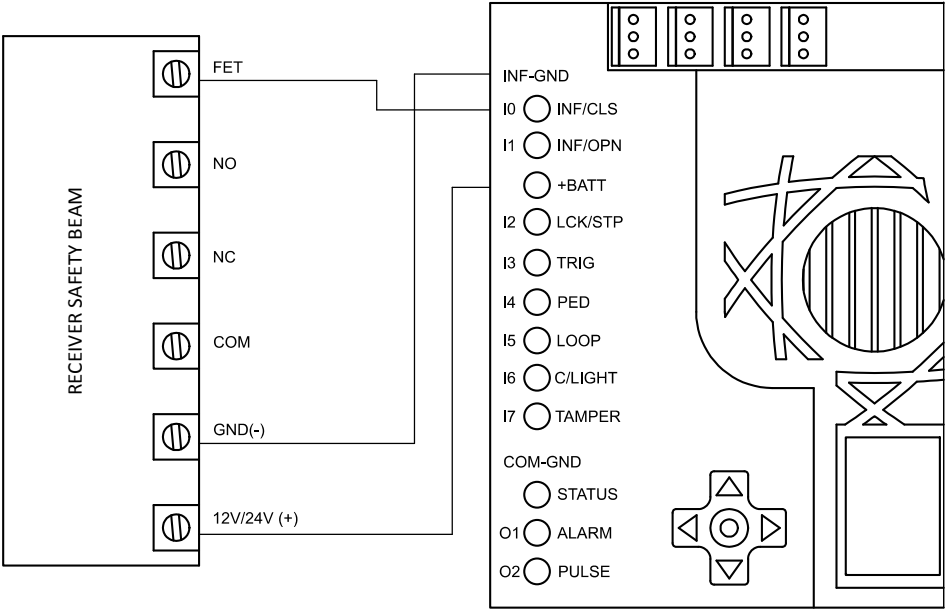 RECEIVER SAFETY BEAM
FET
NO
NC
COM
GND(-)
12V/24V (+)
INF-GND
I0 INF/CLS
I1 INF/OPN
+BATT
I2 LCK/STP
I3 TRIG
I4 PED
I5 LOOP
I6 C/LIGHT
I7 TAMPER
COM-GND
STATUS
O1 ALARM
O2 PULSE